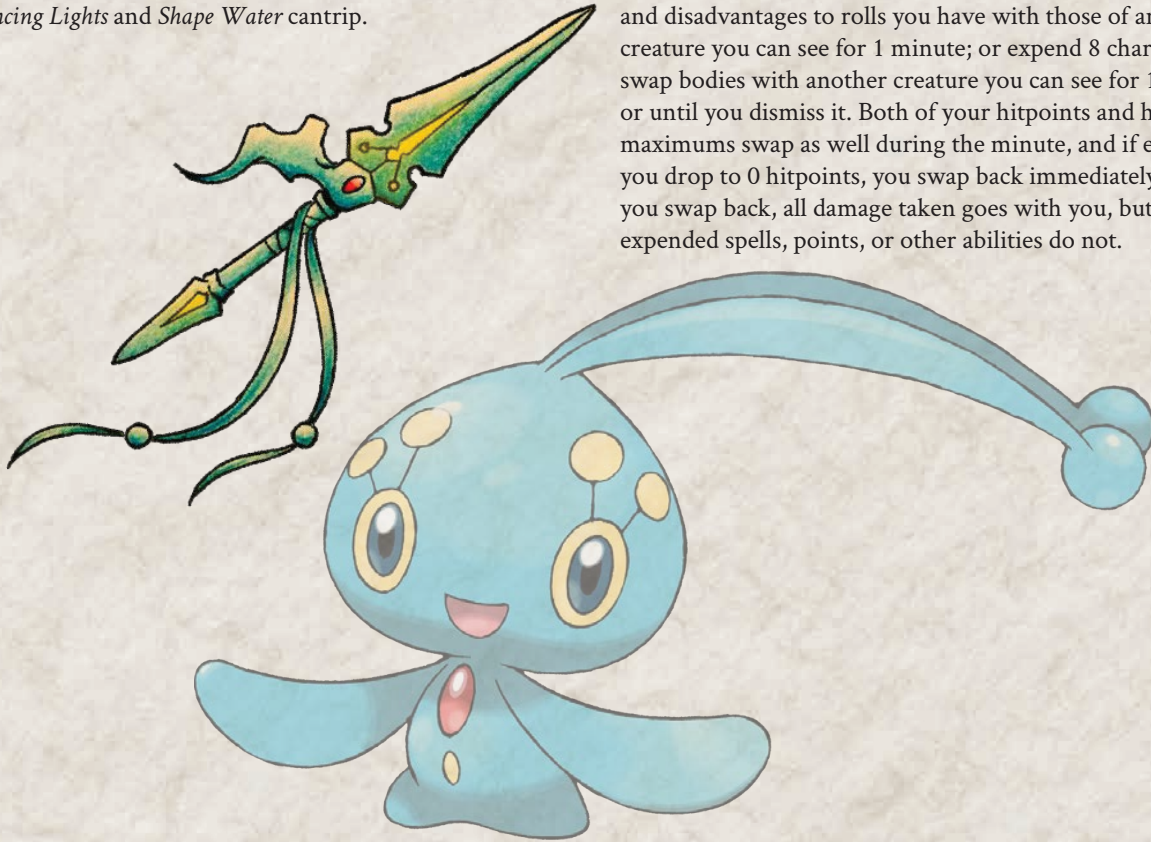 ncing Lights and Shape Water cantrip.
and disadvantages to rolls you have with those of
creature you can see for 1 minute; or expend 8
swap bodies with another creature you can see for
or until you dismiss it. Both of your hitpoints and
maximums swap as well during the minute, and if
you drop to 0 hitpoints, you swap back immediately
you swap back, all damage taken goes with you, but
expended spells, points, or other abilities do not.